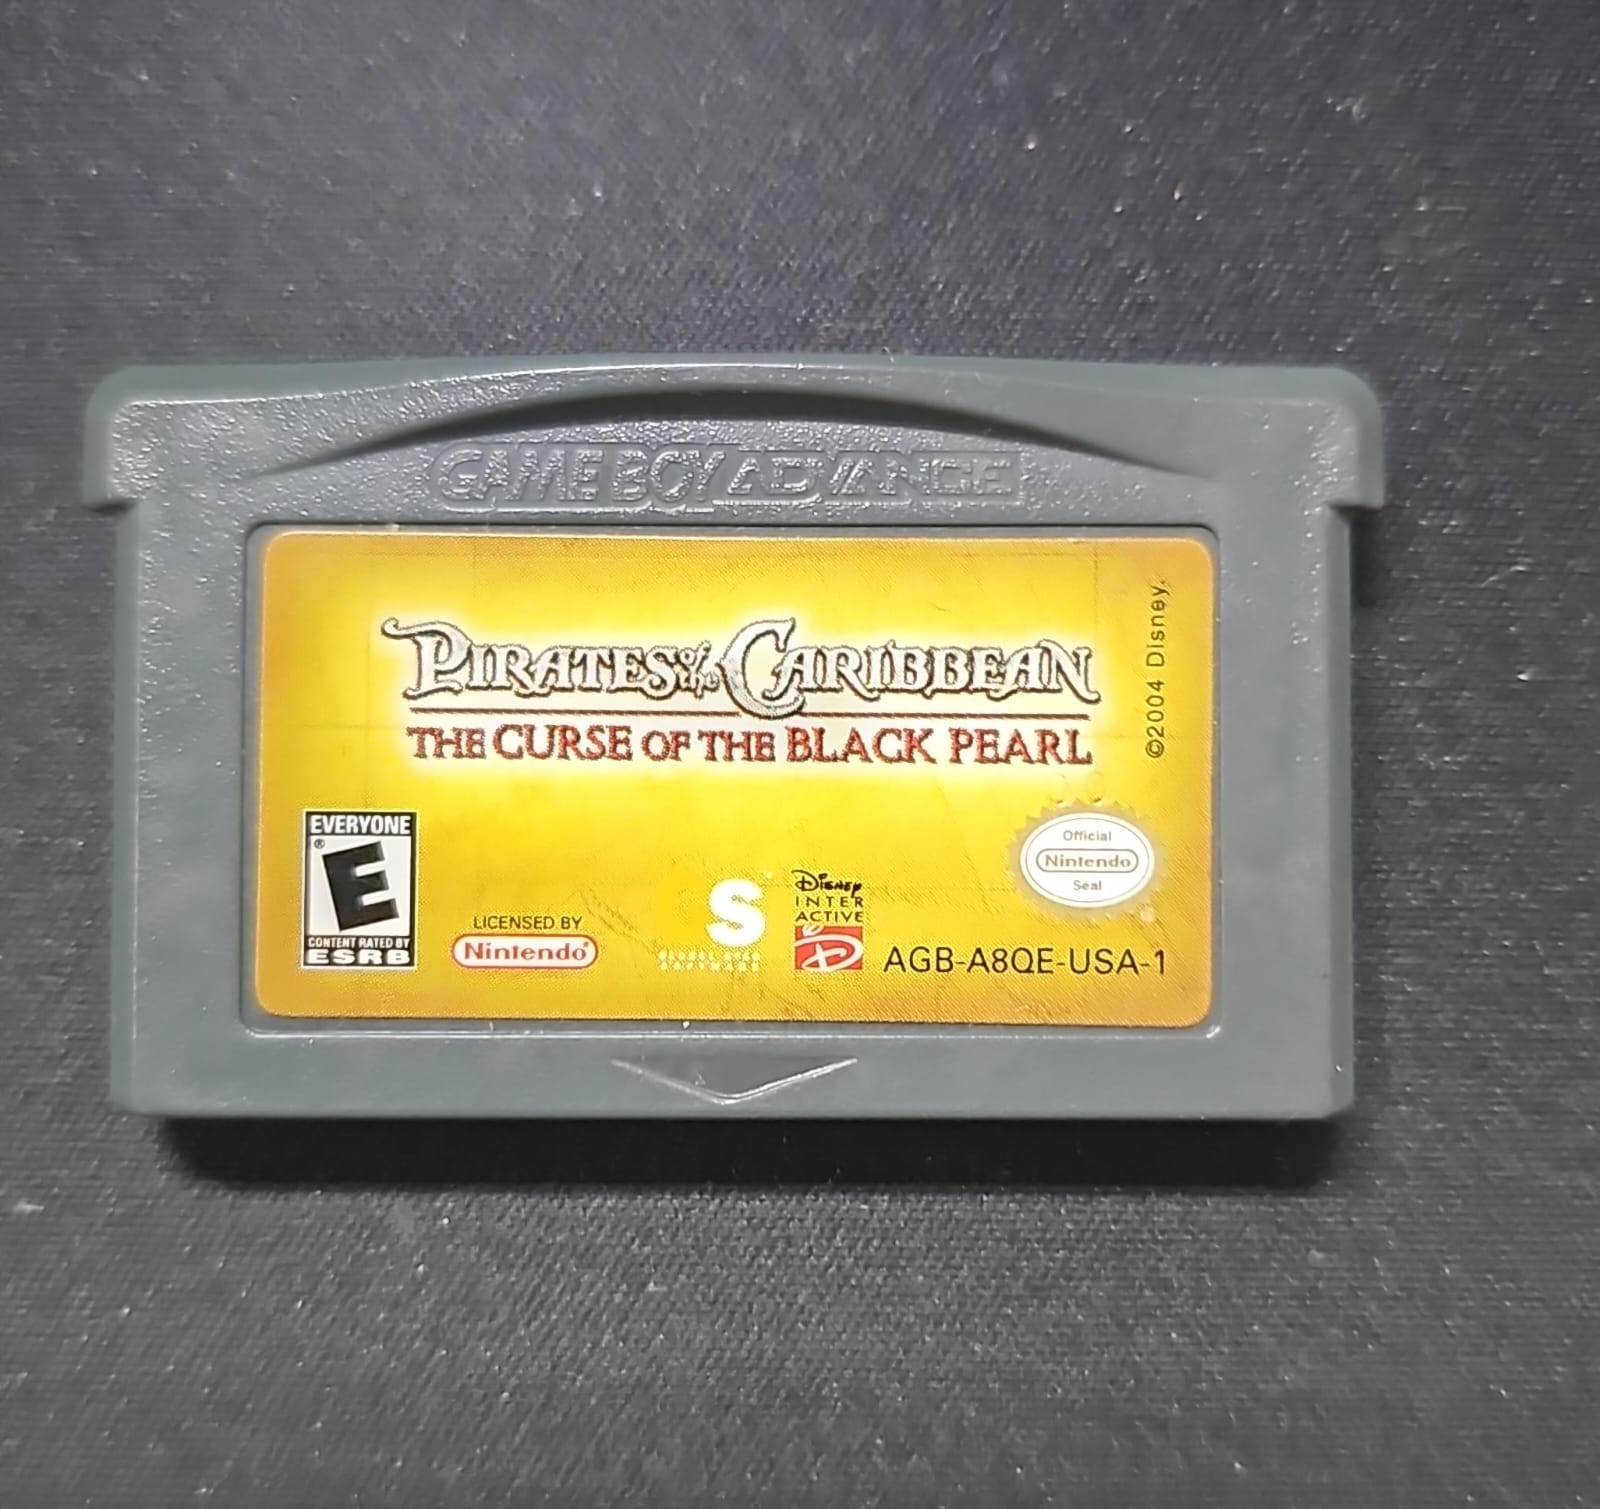 GAME BOY ADVANCE
PIRATES of the CARIBBEAN
THE CURSE OF THE BLACK PEARL
©2004 Disney.
EVERYONE
E
®
CONTENT RATED BY
ESRB
LICENSED BY
Nintendo®
S
Disney
INTER
ACTIVE
D
Official
Nintendo
Seal
AGB-A8QE-USA-1